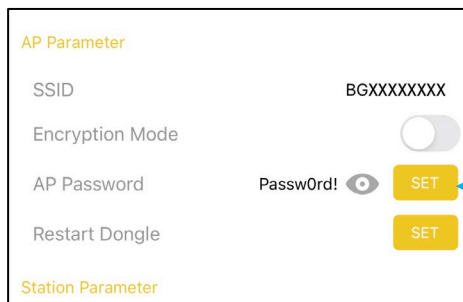 AP Parameter
SSID BGXXXXXXXX
Encryption Mode
AP Password Passw0rd! SET
Restart Dongle SET
Station Parameter